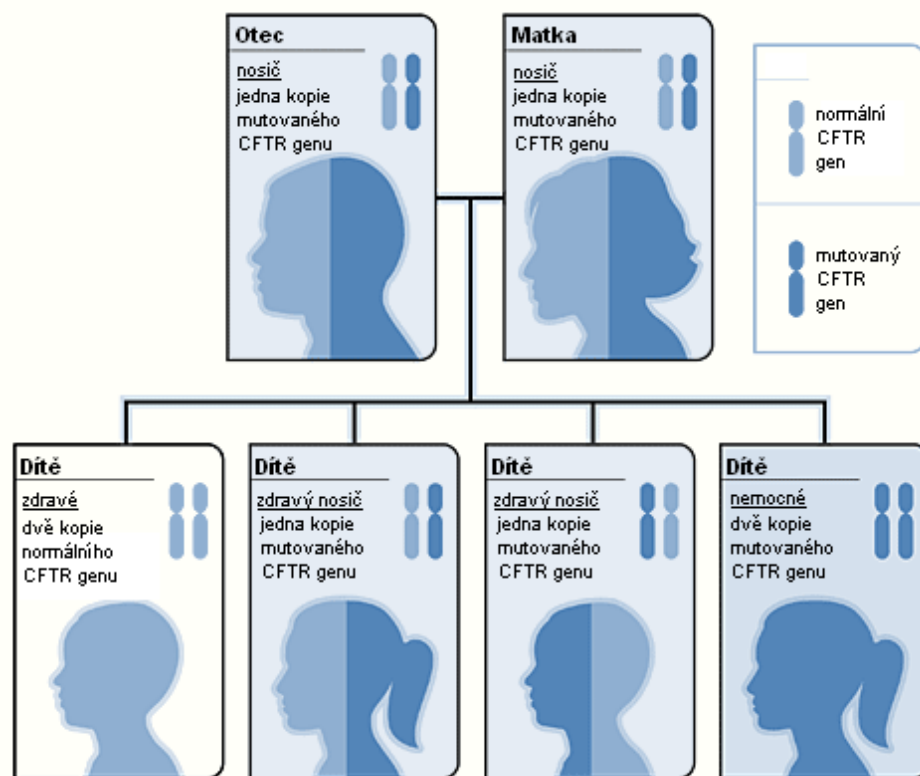 Otec
nosič
jedna kopie
mutovaného
CFTR genu
Matka
nosič
jedna kopie
mutovaného
CFTR genu
normální
CFTR
gen
mutovaný
CFTR
gen
Dítě
zdravé
dvě kopie
normálního
CFTR genu
Dítě
zdravý nosič
jedna kopie
mutovaného
CFTR genu
Dítě
zdravý nosič
jedna kopie
mutovaného
CFTR genu
Dítě
nemocné
dvě kopie
mutovaného
CFTR genu